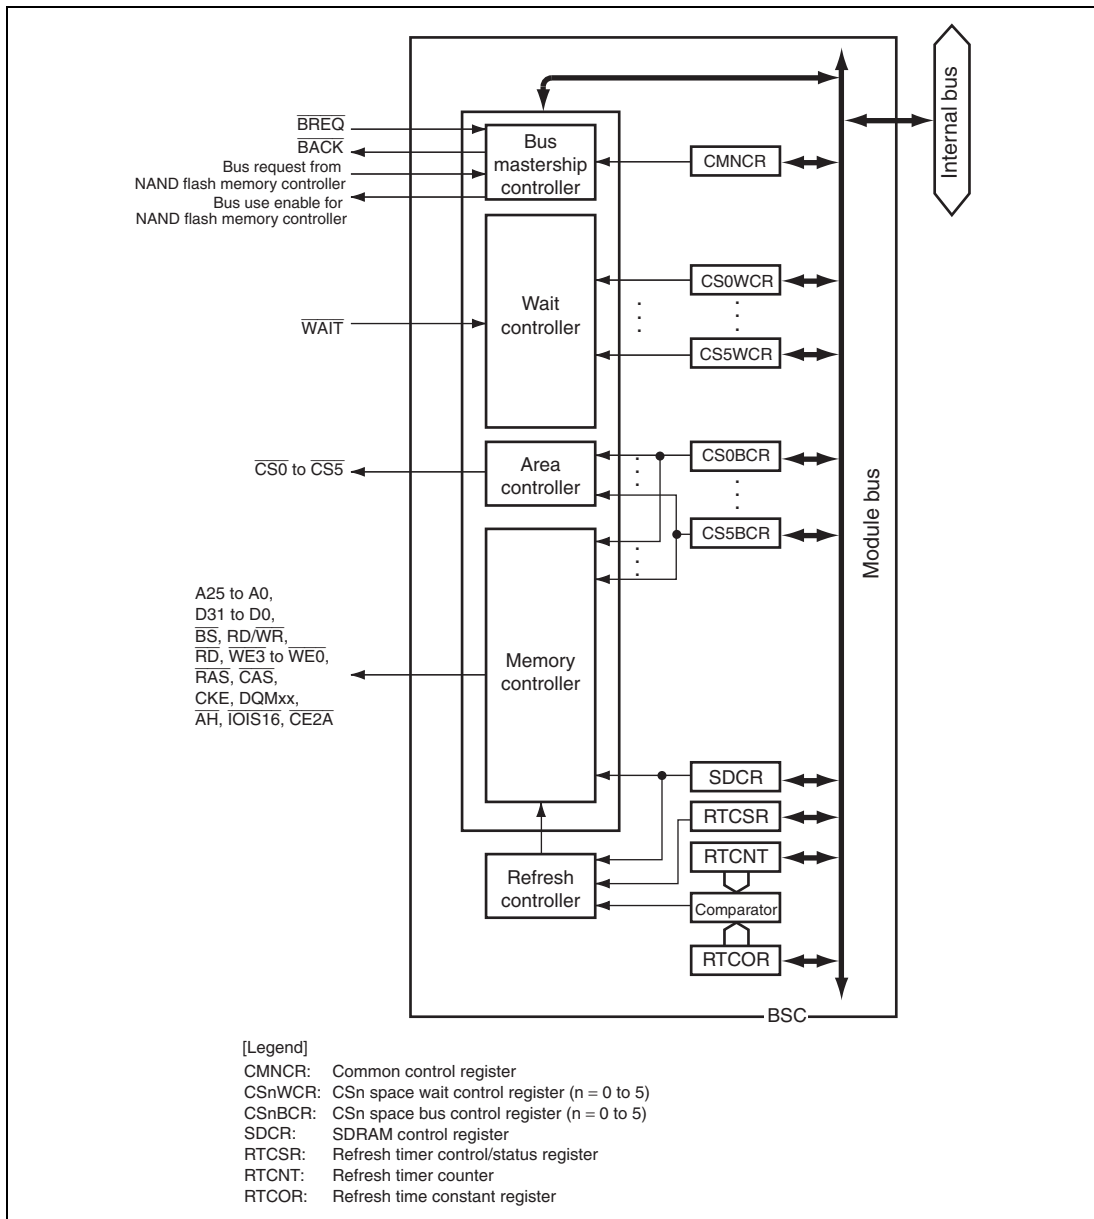 Internal bus
BREQ
BACK
Bus request from
NAND flash memory controller
Bus use enable for
NAND flash memory controller
Bus
mastership
controller
CMNCR
WAIT
Wait
controller
CS0WCR
CS5WCR
CS0 to CS5
Area
controller
CS0BCR
CS5BCR
Module bus
A25 to A0,
D31 to D0,
BS, RD/WR,
RD, WE3 to WE0,
RAS, CAS,
CKE, DQMxx,
AH, IOIS16, CE2A
Memory
controller
SDCR
RTCSR
RTCNT
Comparator
RTCOR
Refresh
controller
BSC
[Legend]
CMNCR: Common control register
CSnWCR: CSn space wait control register (n = 0 to 5)
CSnBCR: CSn space bus control register (n = 0 to 5)
SDCR: SDRAM control register
RTCSR: Refresh timer control/status register
RTCNT: Refresh timer counter
RTCOR: Refresh time constant register